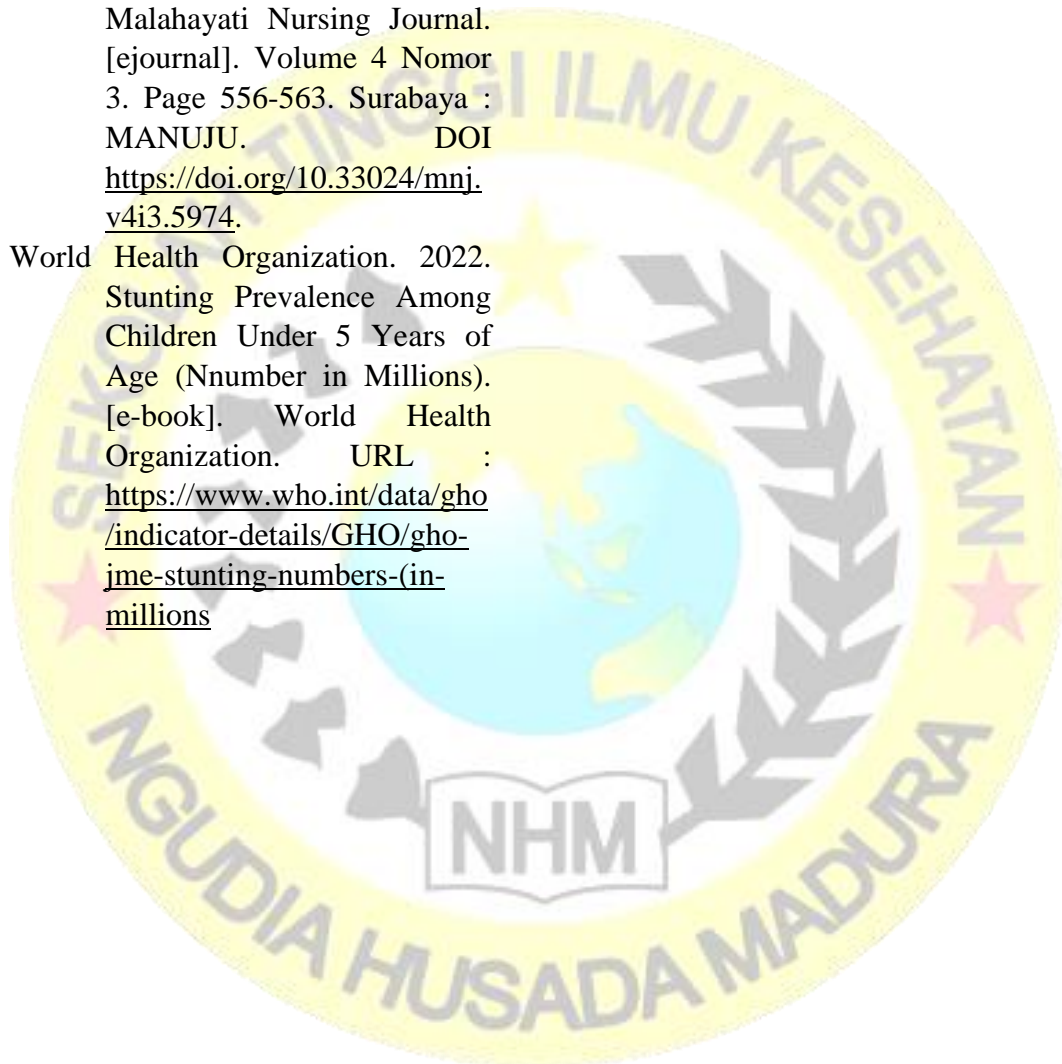 Malahayati Nursing Journal.
[ejournal]. Volume 4 Nomor
3. Page 556-563. Surabaya :
MANUJU. DOI
https://doi.org/10.33024/mnj.
v4i3.5974.
World Health Organization. 2022.
Stunting Prevalence Among
Children Under 5 Years of
Age (Nnumber in Millions).
[e-book]. World Health
Organization. URL :
https://www.who.int/data/gho
/indicator-details/GHO/gho-
jme-stunting-numbers-(in-
millions
SEKOLAH TINGGI ILMU KESEHATAN
NHM
NGUDIA HUSADA MADURA